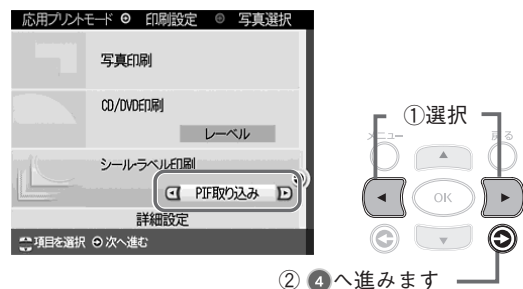 応用プリントモード 印刷設定 写真選択
写真印刷
CD/DVD印刷
レーベル
シール・ラベル印刷
PIF取り込み
詳細設定
項目を選択 次へ進む
①選択
メニュー 戻る
OK
② ④へ進みます